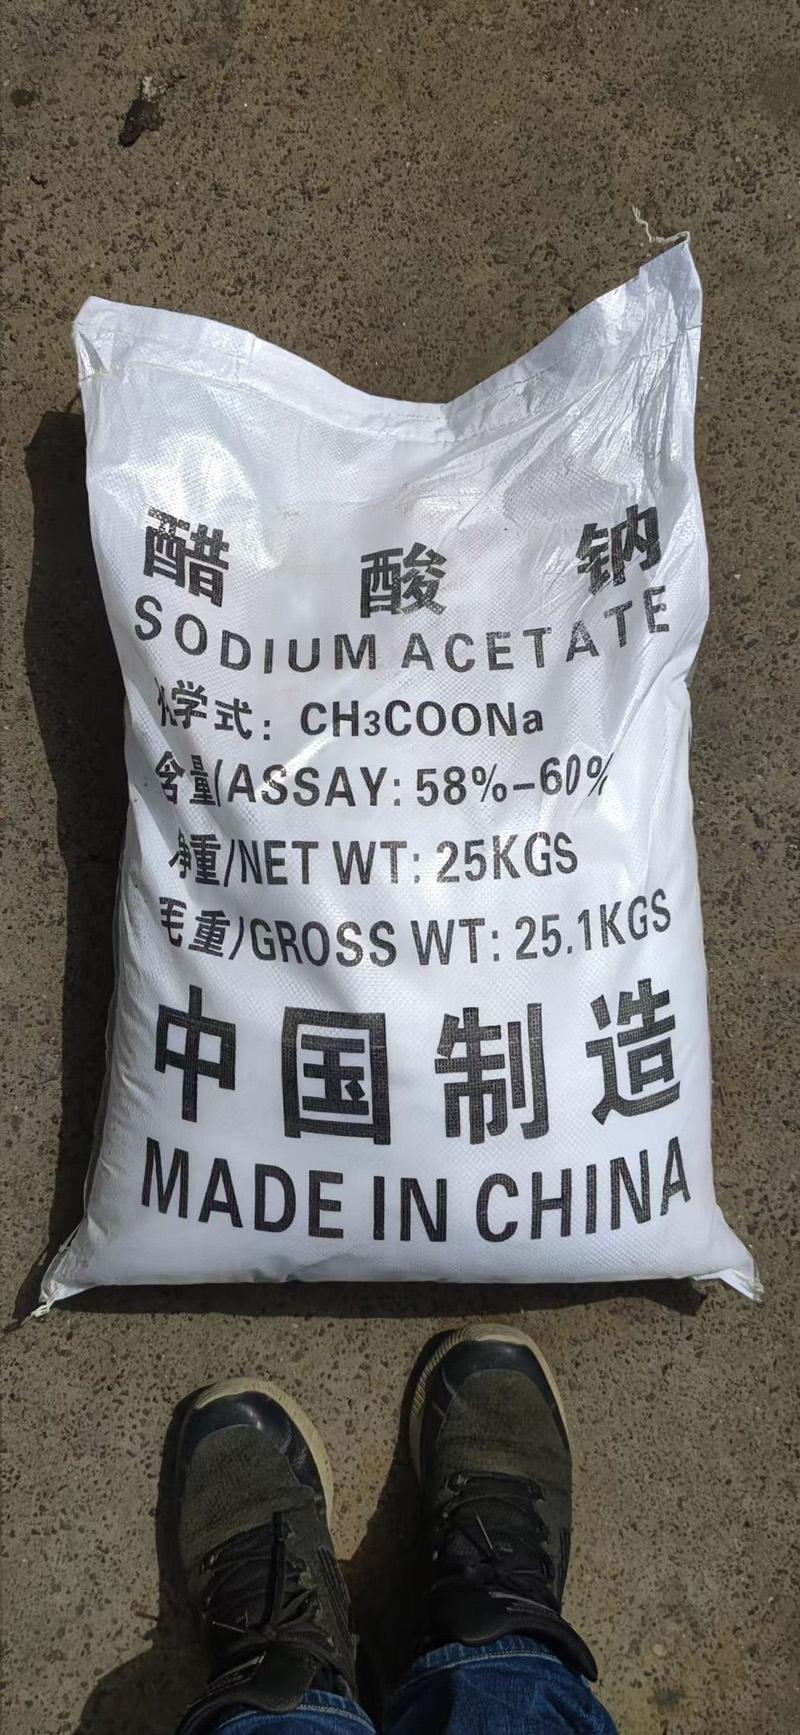 醋酸钠
SODIUM ACETATE
化学式：CH₃COONa
含量/ASSAY: 58%-60%
净重/NET WT: 25KGS
毛重/GROSS WT: 25.1KGS
中国制造
MADE IN CHINA